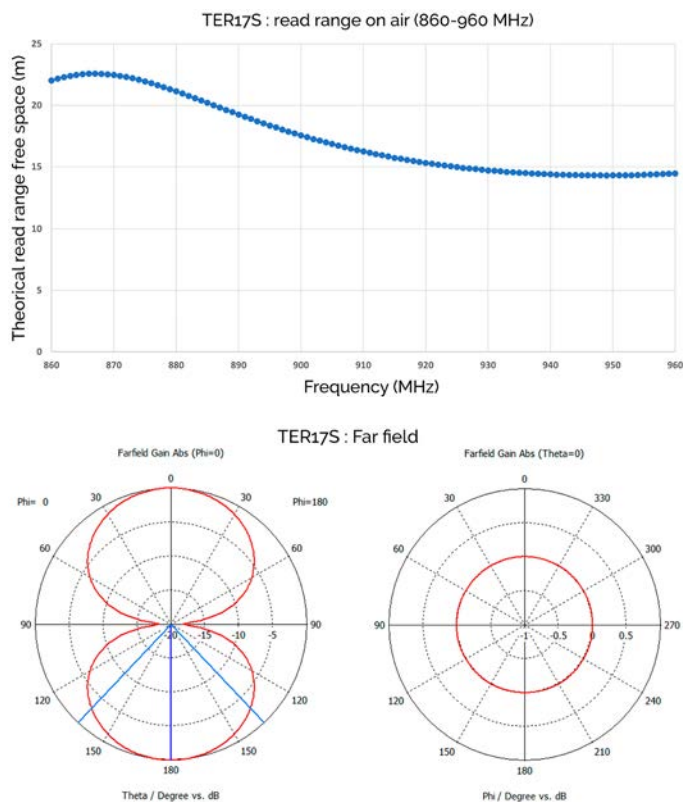 TER17S : read range on air (860-960 MHz)
Theorical read range free space (m)
25
20
15
10
5
0
860 870 880 890 900 910 920 930 940 950 960
Frequency (MHz)
TER17S : Far field
Farfield Gain Abs (Phi=0)
0
Phi= 0 30 30 Phi=180
60 60
90 -20 -15 -10 -5 90
120 120
150 150
180
Theta / Degree vs. dB
Farfield Gain Abs (Theta=0)
0
30 330
60 300
90 -1 -0.5 0 0.5 270
120 240
150 210
180
Phi / Degree vs. dB